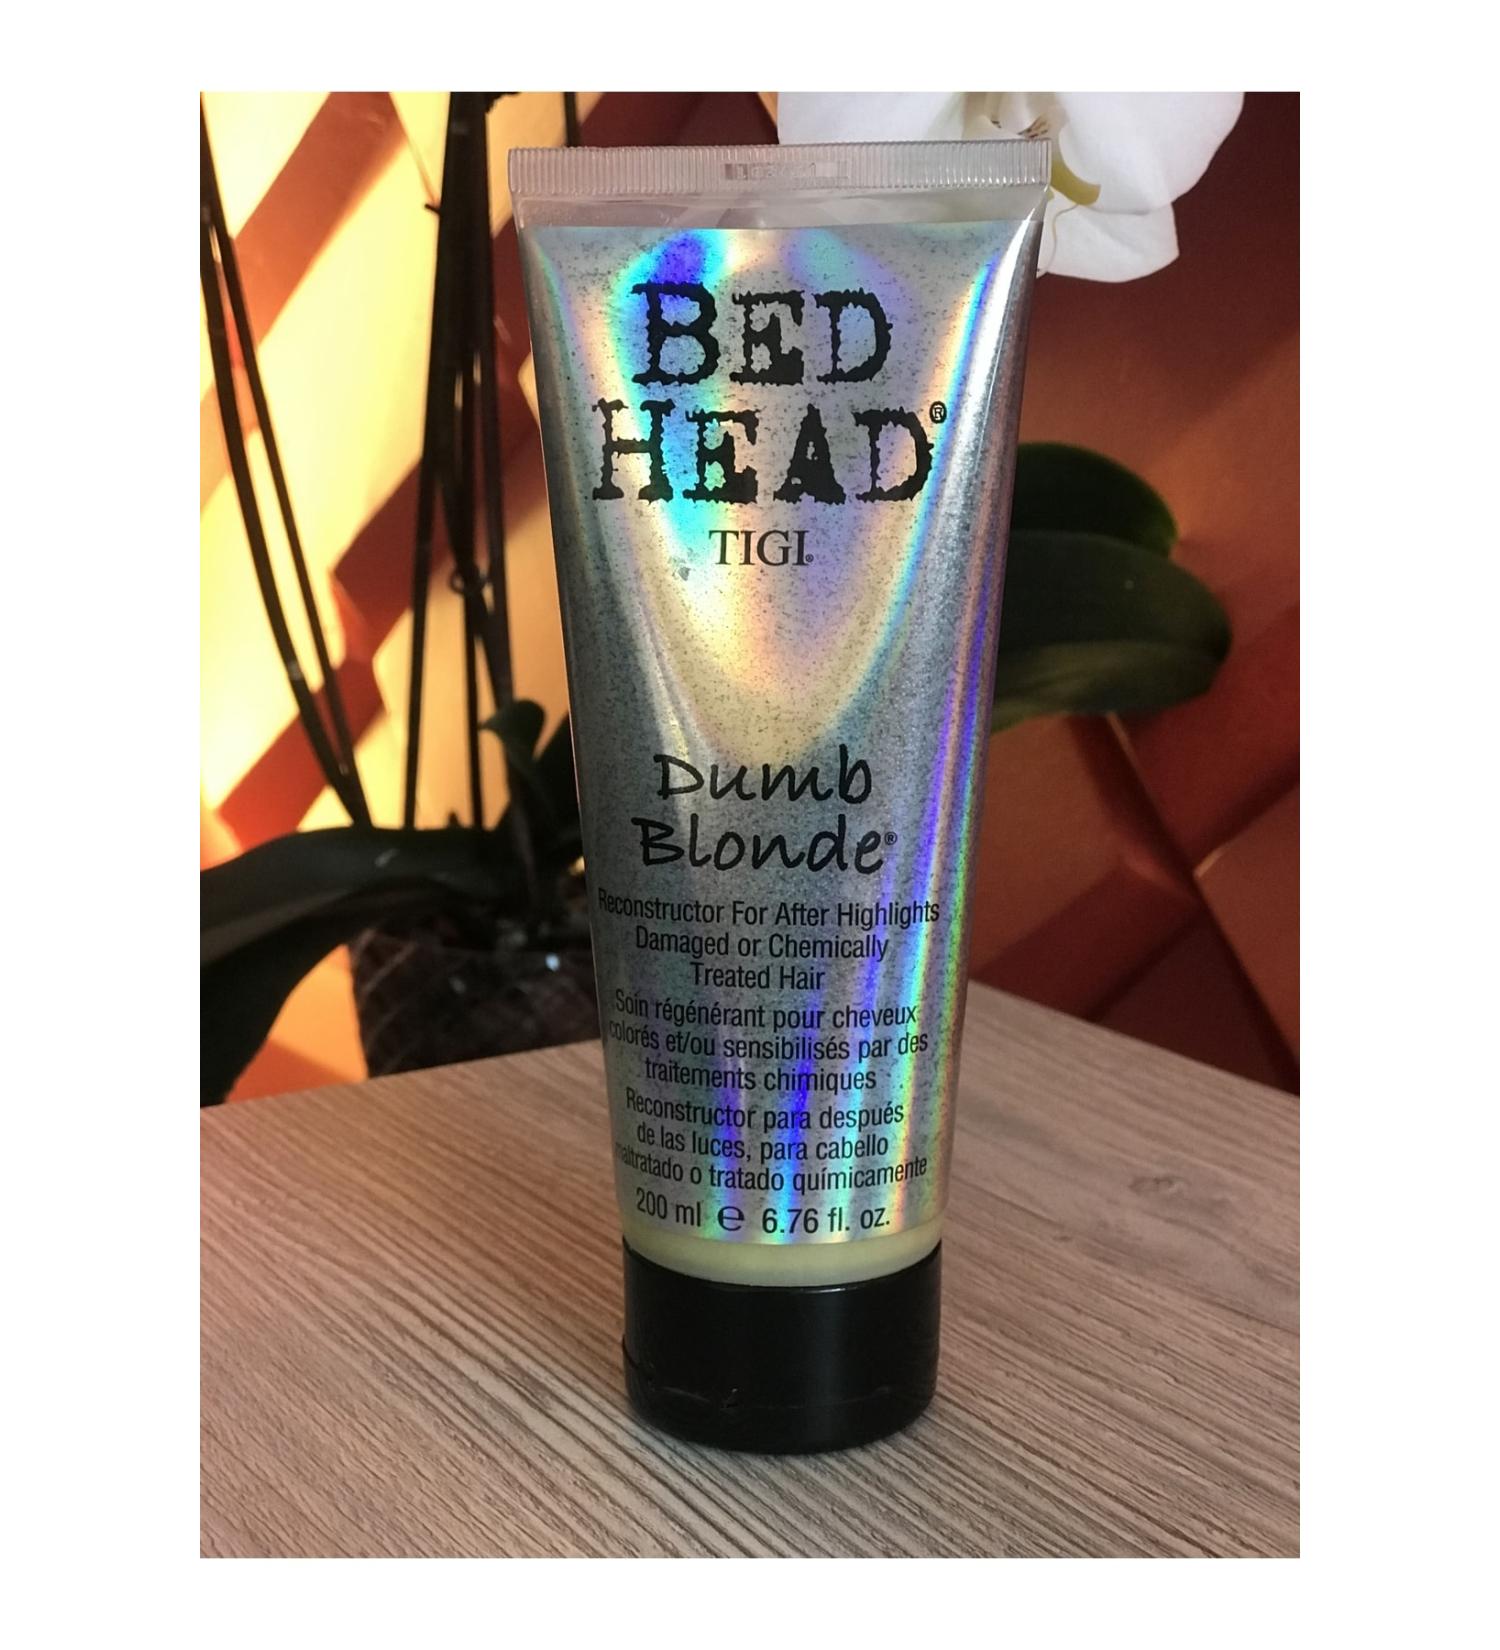 BED
HEAD®
TIGI®
Dumb
Blonde®
Reconstructor For After Highlights
Damaged or Chemically
Treated Hair
Soin régénérant pour cheveux
colorés et/ou sensibilisés par des
traitements chimiques
Reconstructor para después
de las luces, para cabello
maltratado o tratado químicamente
200 ml ℮ 6.76 fl. oz.